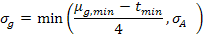 σ_g = min((μ_{g,min} − t_{min})/4, σ_A)